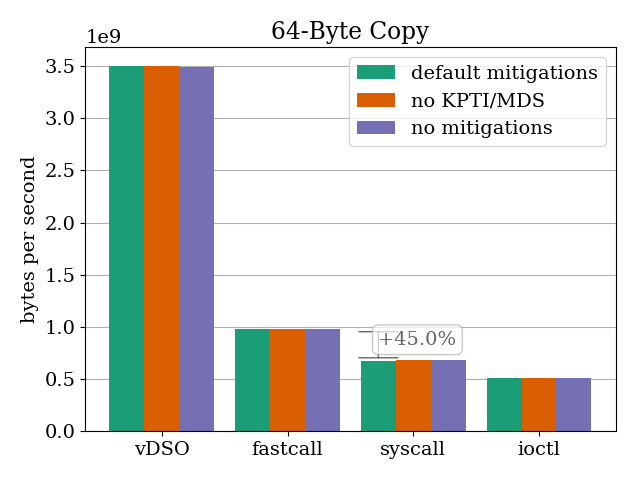 64-Byte Copy
1e9
bytes per second
3.5
3.0
2.5
2.0
1.5
1.0
0.5
0.0
default mitigations
no KPTI/MDS
no mitigations
+45.0%
vDSO
fastcall
syscall
ioctl